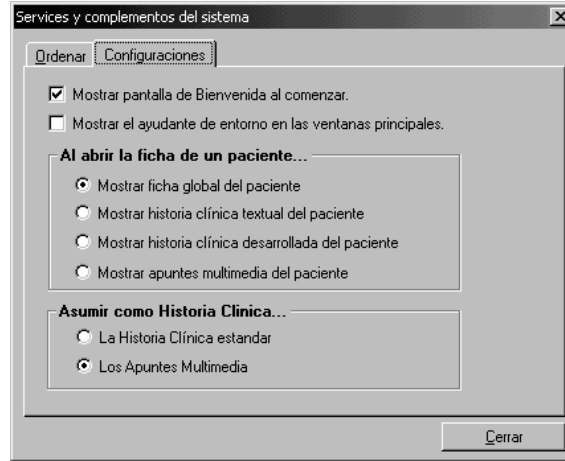 Services y complementos del sistema
Ordenar Configuraciones
Mostrar pantalla de Bienvenida al comenzar.
Mostrar el ayudante de entorno en las ventanas principales.
Al abrir la ficha de un paciente...
Mostrar ficha global del paciente
Mostrar historia clínica textual del paciente
Mostrar historia clínica desarrollada del paciente
Mostrar apuntes multimedia del paciente
Asumir como Historia Clinica...
La Historia Clínica estandar
Los Apuntes Multimedia
Cerrar